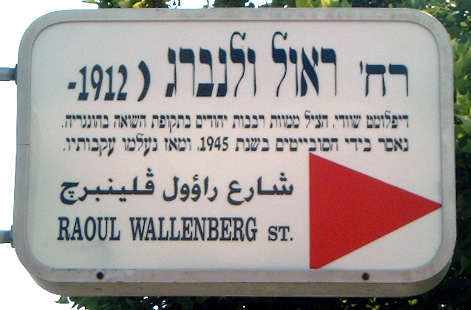 רח' ראול ולנברג ( 1912-
דיפלומט שוודי, הציל ממוות רבבות יהודים בתקופת השואה בהונגריה.
נאסר בידי הסובייטים בשנת 1945, ומאז נעלמו עקבותיו.
شارع راؤول ڤلينبرچ
RAOUL WALLENBERG ST.